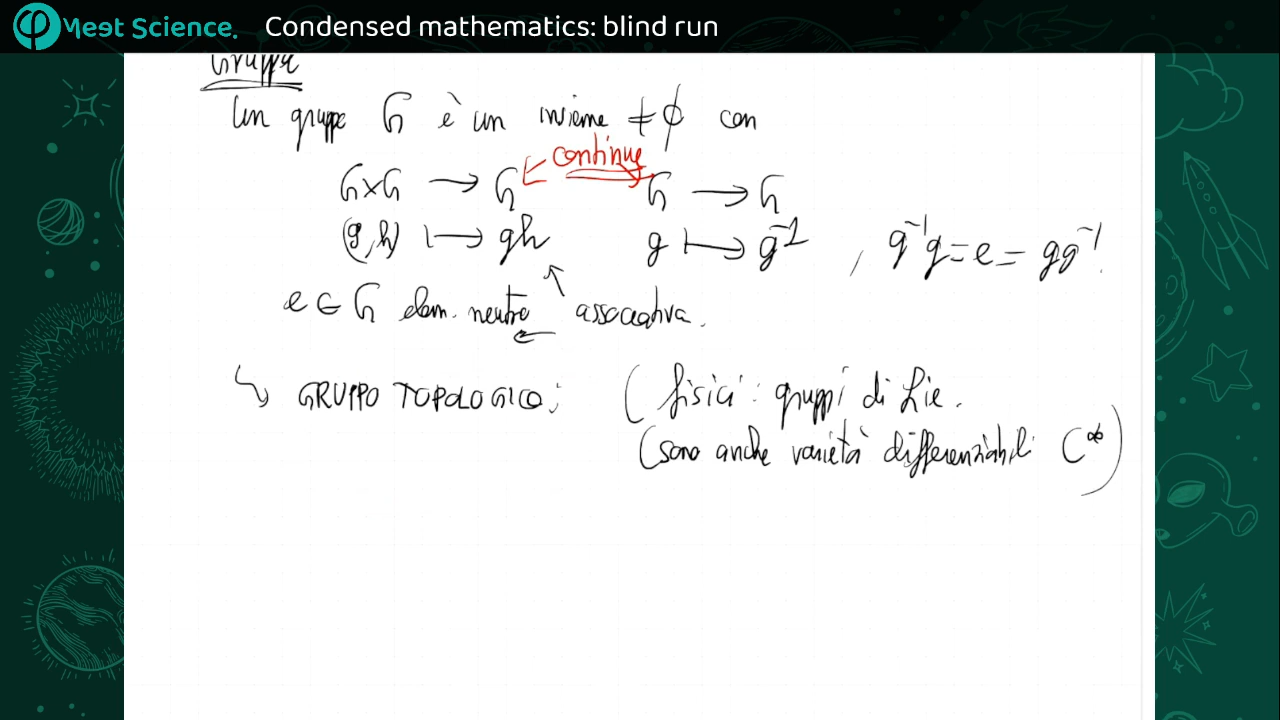 Meet Science. Condensed mathematics: blind run
Gruppi
Un gruppo G è un insieme ≠ ∅ con
continue
G×G → G G → G
(g,h) ↦ gh g ↦ g⁻¹ , g⁻¹g = e = gg⁻¹.
e ∈ G elem. neutro associativa.
↳ GRUPPO TOPOLOGICO; ( fisici: gruppi di Lie.
(sono anche varietà differenziabili C^∞)